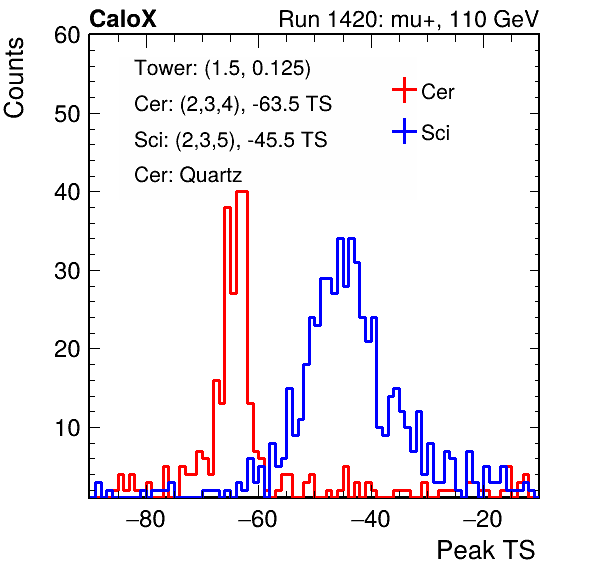 CaloX Run 1420: mu+, 110 GeV
Counts
60
50
40
30
20
10
Tower: (1.5, 0.125)
Cer: (2,3,4), -63.5 TS
Sci: (2,3,5), -45.5 TS
Cer: Quartz
Cer
Sci
−80 −60 −40 −20
Peak TS